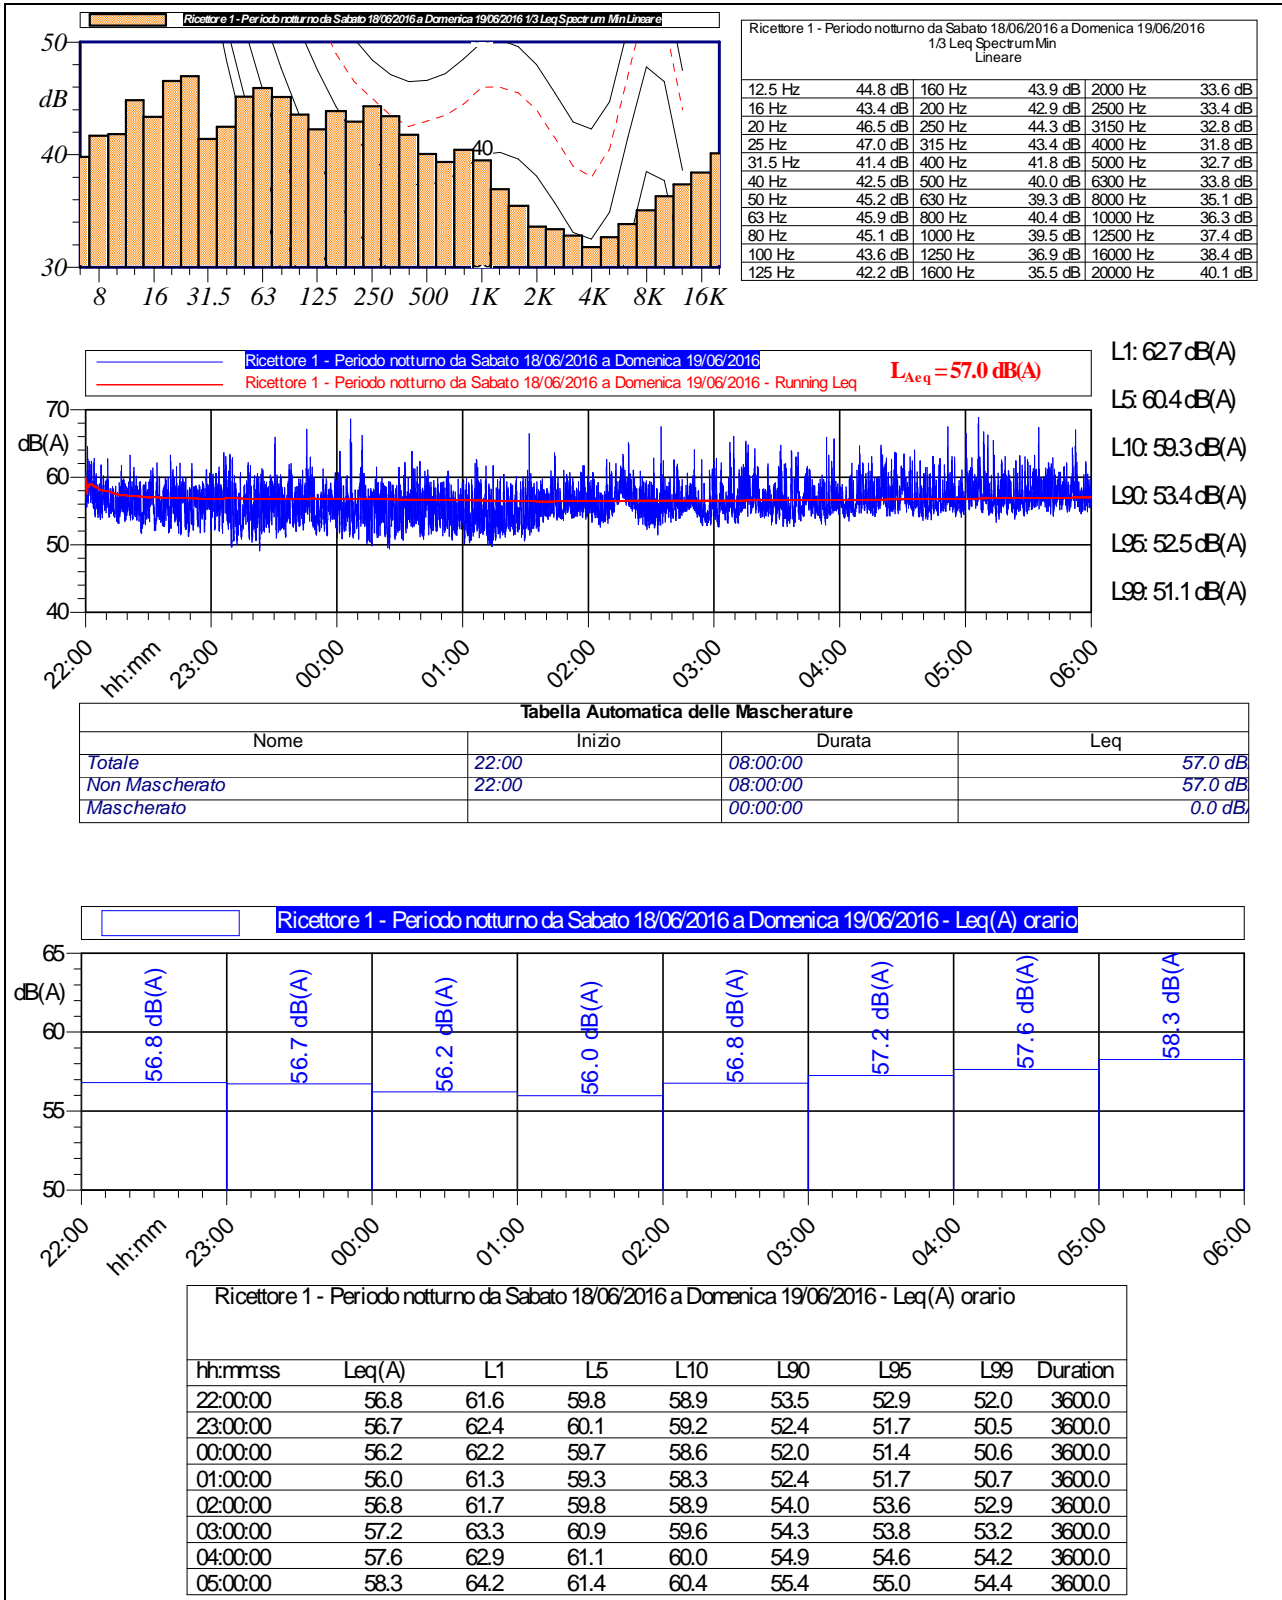 Ricettore 1 - Periodo notturno da Sabato 18/06/2016 a Domenica 19/06/2016 1/3 Leq Spectrum Min Lineare
50
dB
40
30
40
8 16 31.5 63 125 250 500 1K 2K 4K 8K 16K
Ricettore 1 - Periodo notturno da Sabato 18/06/2016 a Domenica 19/06/2016
1/3 Leq Spectrum Min
Lineare
12.5 Hz 44.8 dB 160 Hz 43.9 dB 2000 Hz 33.6 dB
16 Hz 43.4 dB 200 Hz 42.9 dB 2500 Hz 33.4 dB
20 Hz 46.5 dB 250 Hz 44.3 dB 3150 Hz 32.8 dB
25 Hz 47.0 dB 315 Hz 43.4 dB 4000 Hz 31.8 dB
31.5 Hz 41.4 dB 400 Hz 41.8 dB 5000 Hz 32.7 dB
40 Hz 42.5 dB 500 Hz 40.0 dB 6300 Hz 33.8 dB
50 Hz 45.2 dB 630 Hz 39.3 dB 8000 Hz 35.1 dB
63 Hz 45.9 dB 800 Hz 40.4 dB 10000 Hz 36.3 dB
80 Hz 45.1 dB 1000 Hz 39.5 dB 12500 Hz 37.4 dB
100 Hz 43.6 dB 1250 Hz 36.9 dB 16000 Hz 38.4 dB
125 Hz 42.2 dB 1600 Hz 35.5 dB 20000 Hz 40.1 dB
Ricettore 1 - Periodo notturno da Sabato 18/06/2016 a Domenica 19/06/2016
Ricettore 1 - Periodo notturno da Sabato 18/06/2016 a Domenica 19/06/2016 - Running Leq
LAeq = 57.0 dB(A)
70
dB(A)
60
50
40
22:00 hh:mm 23:00 00:00 01:00 02:00 03:00 04:00 05:00 06:00
L1: 62.7 dB(A)
L5: 60.4 dB(A)
L10: 59.3 dB(A)
L90: 53.4 dB(A)
L95: 52.5 dB(A)
L99: 51.1 dB(A)
Tabella Automatica delle Mascherature
Nome Inizio Durata Leq
Totale 22:00 08:00:00 57.0 dB
Non Mascherato 22:00 08:00:00 57.0 dB
Mascherato 00:00:00 0.0 dB
Ricettore 1 - Periodo notturno da Sabato 18/06/2016 a Domenica 19/06/2016 - Leq(A) orario
65
dB(A)
60
55
50
56.8 dB(A) 56.7 dB(A) 56.2 dB(A) 56.0 dB(A) 56.8 dB(A) 57.2 dB(A) 57.6 dB(A) 58.3 dB(A
22:00 hh:mm 23:00 00:00 01:00 02:00 03:00 04:00 05:00 06:00
Ricettore 1 - Periodo notturno da Sabato 18/06/2016 a Domenica 19/06/2016 - Leq(A) orario
hh:mm:ss Leq(A) L1 L5 L10 L90 L95 L99 Duration
22:00:00 56.8 61.6 59.8 58.9 53.5 52.9 52.0 3600.0
23:00:00 56.7 62.4 60.1 59.2 52.4 51.7 50.5 3600.0
00:00:00 56.2 62.2 59.7 58.6 52.0 51.4 50.6 3600.0
01:00:00 56.0 61.3 59.3 58.3 52.4 51.7 50.7 3600.0
02:00:00 56.8 61.7 59.8 58.9 54.0 53.6 52.9 3600.0
03:00:00 57.2 63.3 60.9 59.6 54.3 53.8 53.2 3600.0
04:00:00 57.6 62.9 61.1 60.0 54.9 54.6 54.2 3600.0
05:00:00 58.3 64.2 61.4 60.4 55.4 55.0 54.4 3600.0